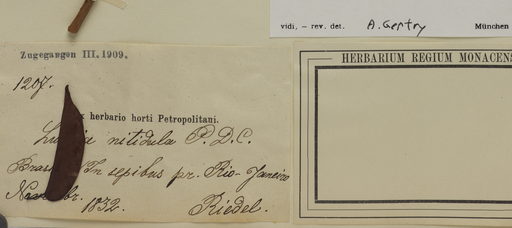 vidi, – rev. det. A. Gentry München
Zugegangen III. 1909.
HERBARIUM REGIUM MONACENS
1207.
herbario horti Petropolitani.
nitidula P. D. C.
In sepibus pr. Rio-Janeiro
1832. Riedel.